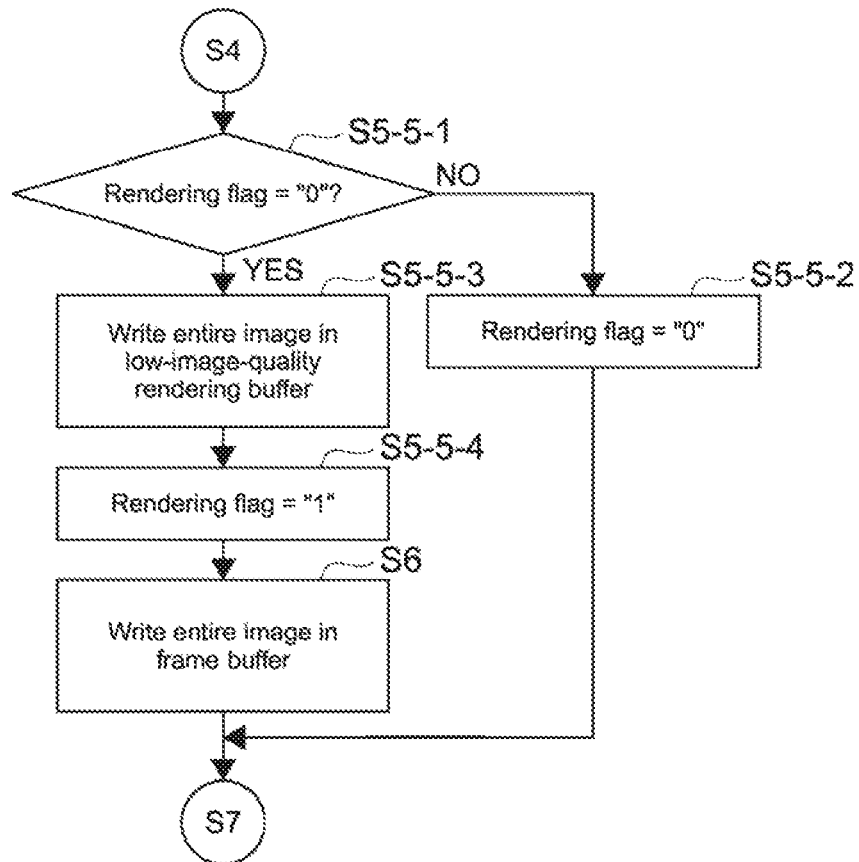 S4
S5-5-1
Rendering flag = "0"?
NO
YES
S5-5-3
S5-5-2
Write entire image in
low-image-quality
rendering buffer
Rendering flag = "0"
S5-5-4
Rendering flag = "1"
S6
Write entire image in
frame buffer
S7